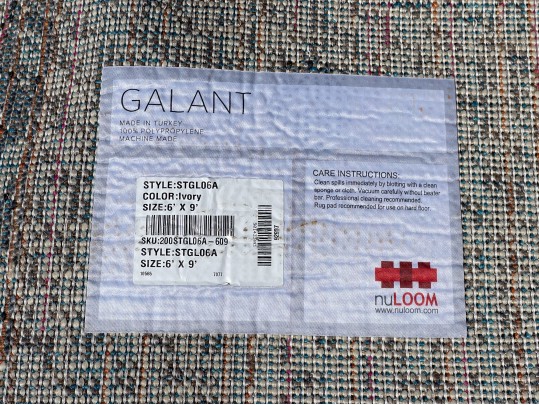 GALANT
MADE IN TURKEY
100% POLYPROPYLENE
MACHINE MADE
STYLE:STGL06A
COLOR:Ivory
SIZE:6' X 9'
SKU:200STGL06A-609
STYLE:STGL06A
SIZE:6' X 9'
CARE INSTRUCTIONS:
Clean spills immediately by blotting with a clean
sponge or cloth. Vacuum carefully without beater
bar. Professional cleaning recommended.
Rug pad recommended for use on hard floor.
nuLOOM
www.nuloom.com